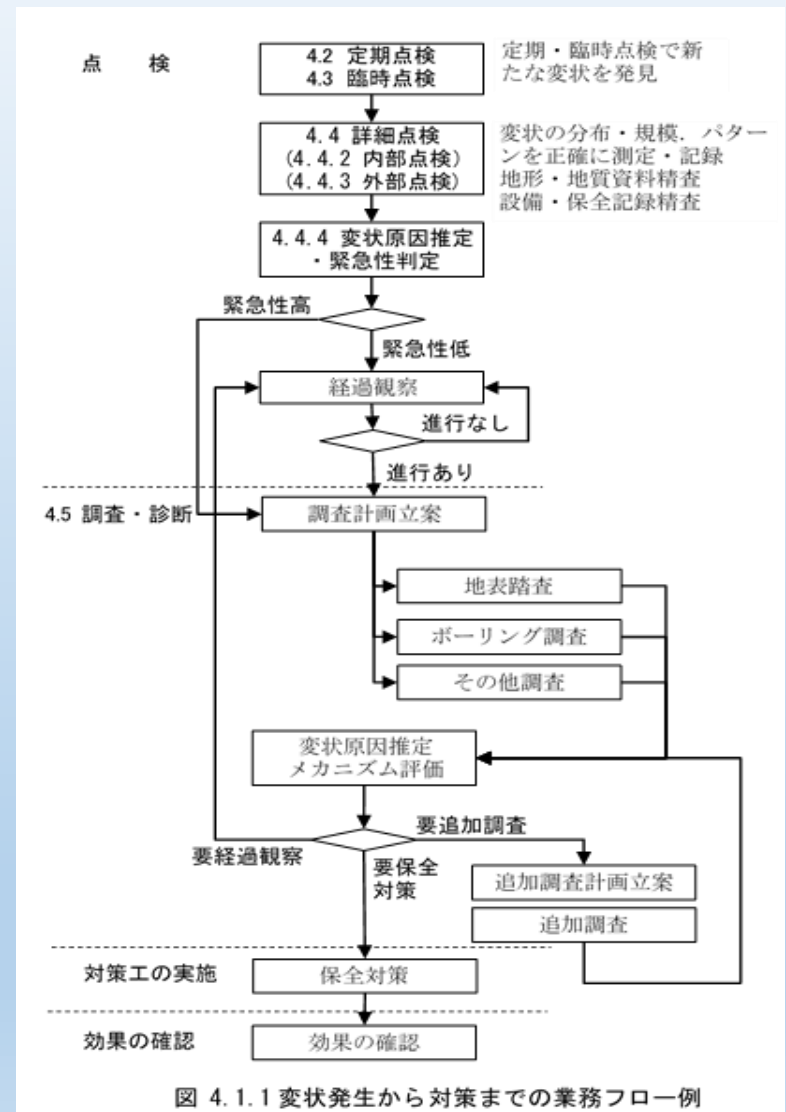 点　検
4.2 定期点検
4.3 臨時点検
定期・臨時点検で新
たな変状を発見
4.4 詳細点検
(4.4.2 内部点検)
(4.4.3 外部点検)
変状の分布・規模．パター
ンを正確に測定・記録
地形・地質資料精査
設備・保全記録精査
4.4.4 変状原因推定
・緊急性判定
緊急性高
緊急性低
経過観察
進行なし
進行あり
4.5 調査・診断
調査計画立案
地表踏査
ボーリング調査
その他調査
変状原因推定
メカニズム評価
要追加調査
要経過観察
要保全
対策
追加調査計画立案
追加調査
対策工の実施
保全対策
効果の確認
効果の確認
図 4.1.1 変状発生から対策までの業務フロー例